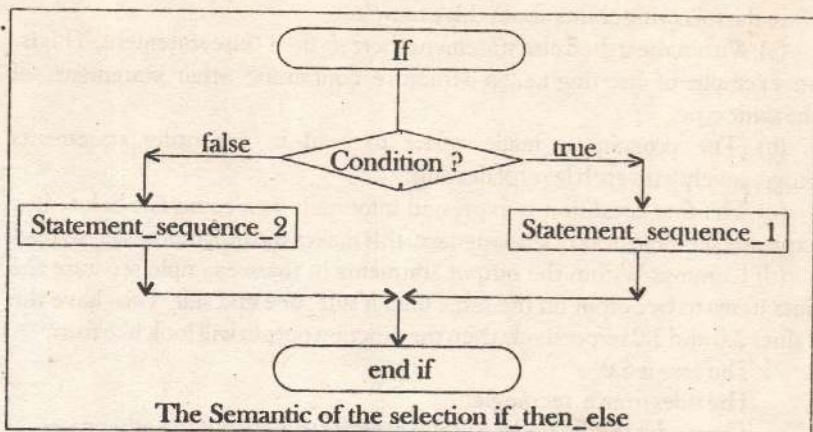 If
false
Condition ?
true
Statement_sequence_2
Statement_sequence_1
end if
The Semantic of the selection if_then_else